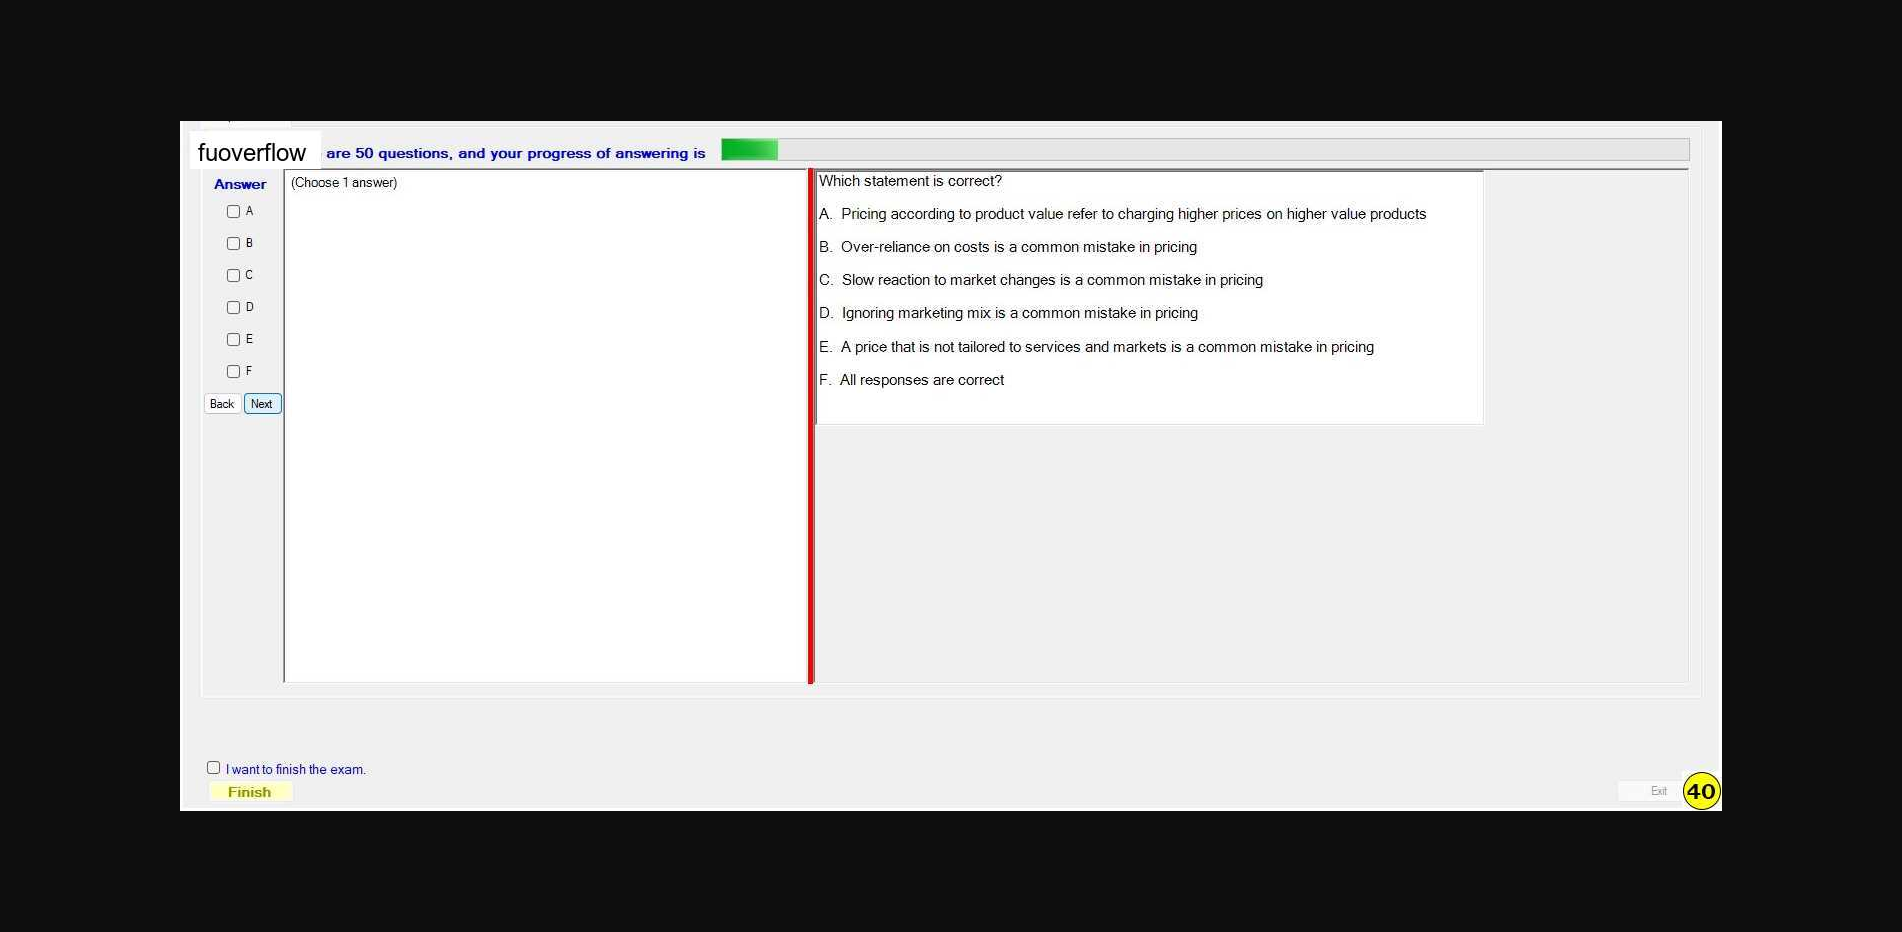 fuoverflow are 50 questions, and your progress of answering is
Answer
(Choose 1 answer)
A
B
C
D
E
F
Back Next
Which statement is correct?
A. Pricing according to product value refer to charging higher prices on higher value products
B. Over-reliance on costs is a common mistake in pricing
C. Slow reaction to market changes is a common mistake in pricing
D. Ignoring marketing mix is a common mistake in pricing
E. A price that is not tailored to services and markets is a common mistake in pricing
F. All responses are correct
I want to finish the exam.
Finish
Exit
40